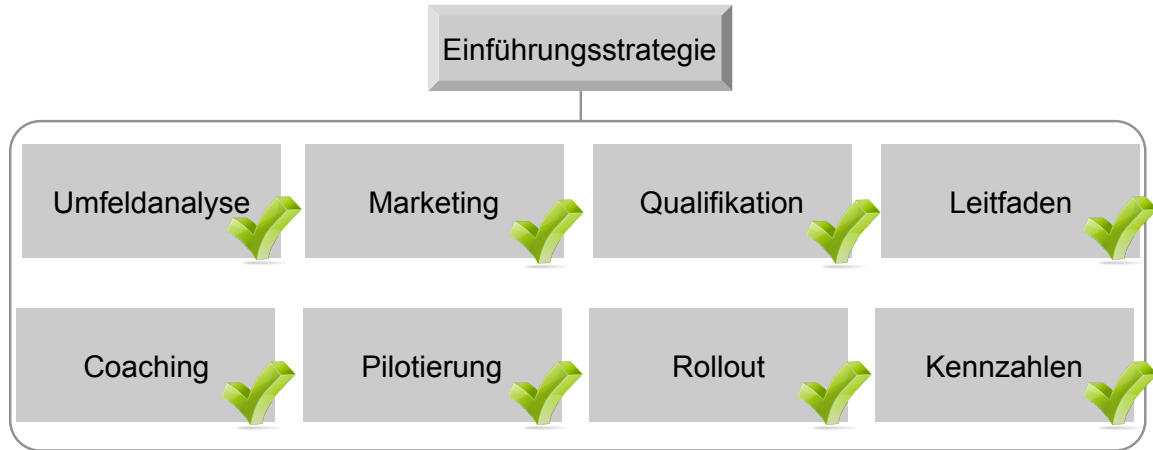 Einführungsstrategie
Umfeldanalyse
Marketing
Qualifikation
Leitfaden
Coaching
Pilotierung
Rollout
Kennzahlen